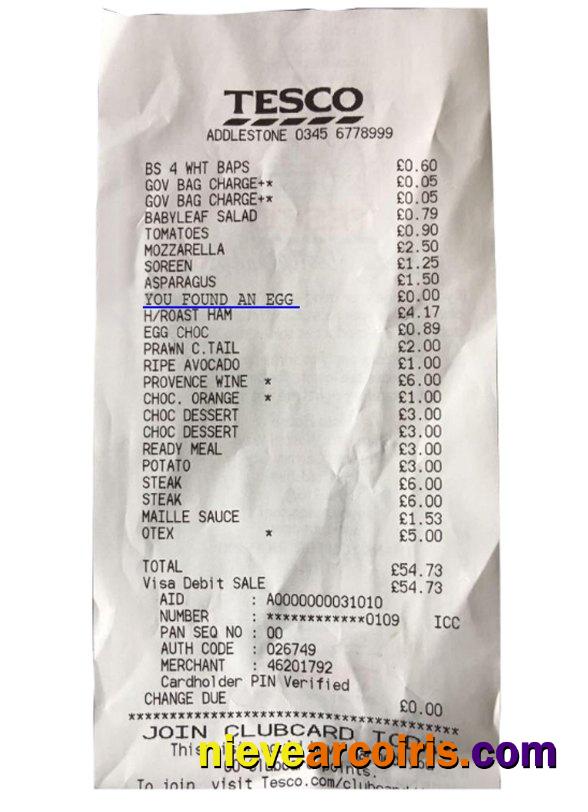 TESCO
ADDLESTONE 0345 6778999
BS 4 WHT BAPS £0.60
GOV BAG CHARGE+* £0.05
GOV BAG CHARGE+* £0.05
BABYLEAF SALAD £0.79
TOMATOES £0.90
MOZZARELLA £2.50
SOREEN £1.25
ASPARAGUS £1.50
YOU FOUND AN EGG £0.00
H/ROAST HAM £4.17
EGG CHOC £0.89
PRAWN C.TAIL £2.00
RIPE AVOCADO £1.00
PROVENCE WINE * £6.00
CHOC. ORANGE * £1.00
CHOC DESSERT £3.00
CHOC DESSERT £3.00
READY MEAL £3.00
POTATO £3.00
STEAK £6.00
STEAK £6.00
MAILLE SAUCE £1.53
OTEX * £5.00
TOTAL £54.73
Visa Debit SALE £54.73
AID : A0000000031010
NUMBER : ************0109 ICC
PAN SEQ NO : 00
AUTH CODE : 026749
MERCHANT : 46201792
Cardholder PIN Verified
CHANGE DUE £0.00
****************************************
JOIN CLUBCARD
This
nievearcoiris.com
points.
To join, visit Tesco.com/